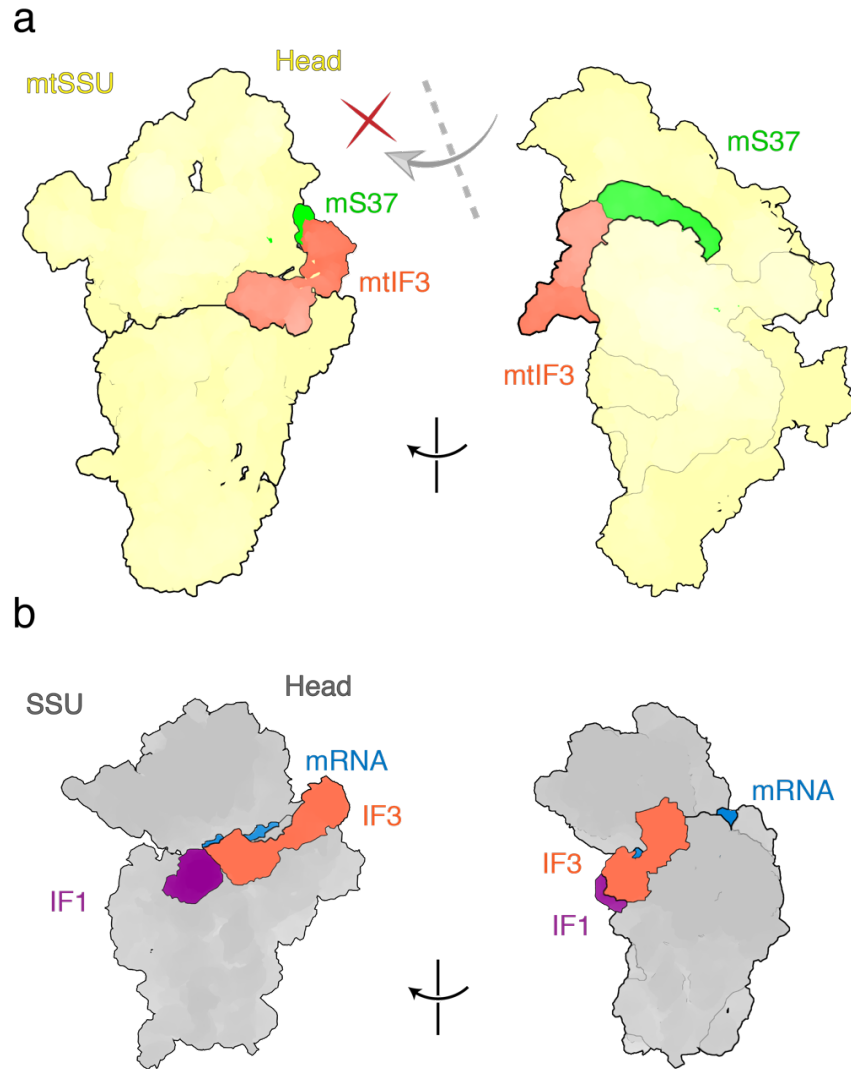 a
Head
mtSSU
mS37
mS37
mtIF3
mtIF3
b
Head
SSU
mRNA
mRNA
IF3
IF3
IF1
IF1